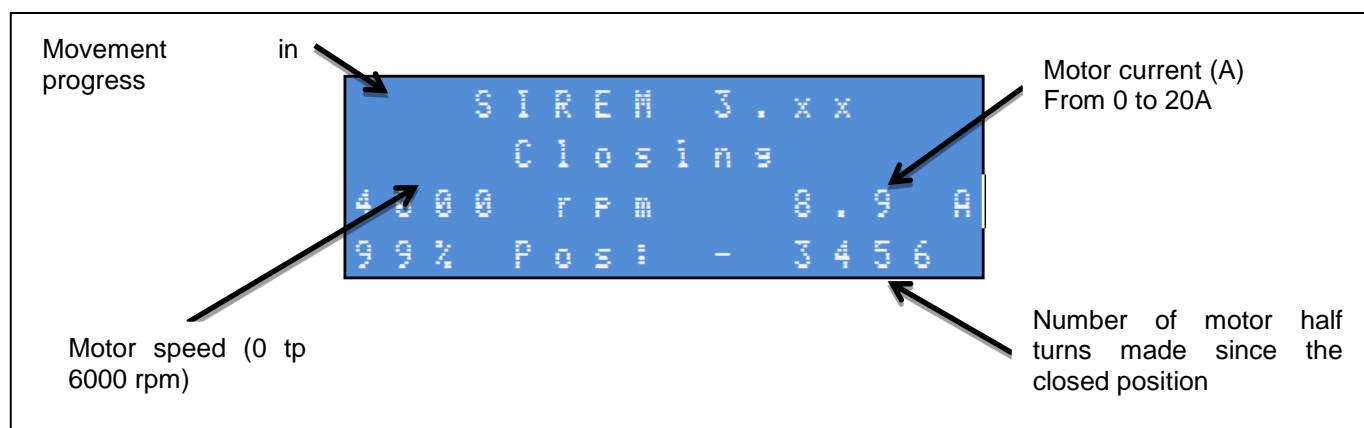 Movement in
progress
Motor current (A)
From 0 to 20A
SIREM 3.xx
Closing
4000 rpm 8.9 A
99% Pos: - 3456
Motor speed (0 tp
6000 rpm)
Number of motor half
turns made since the
closed position